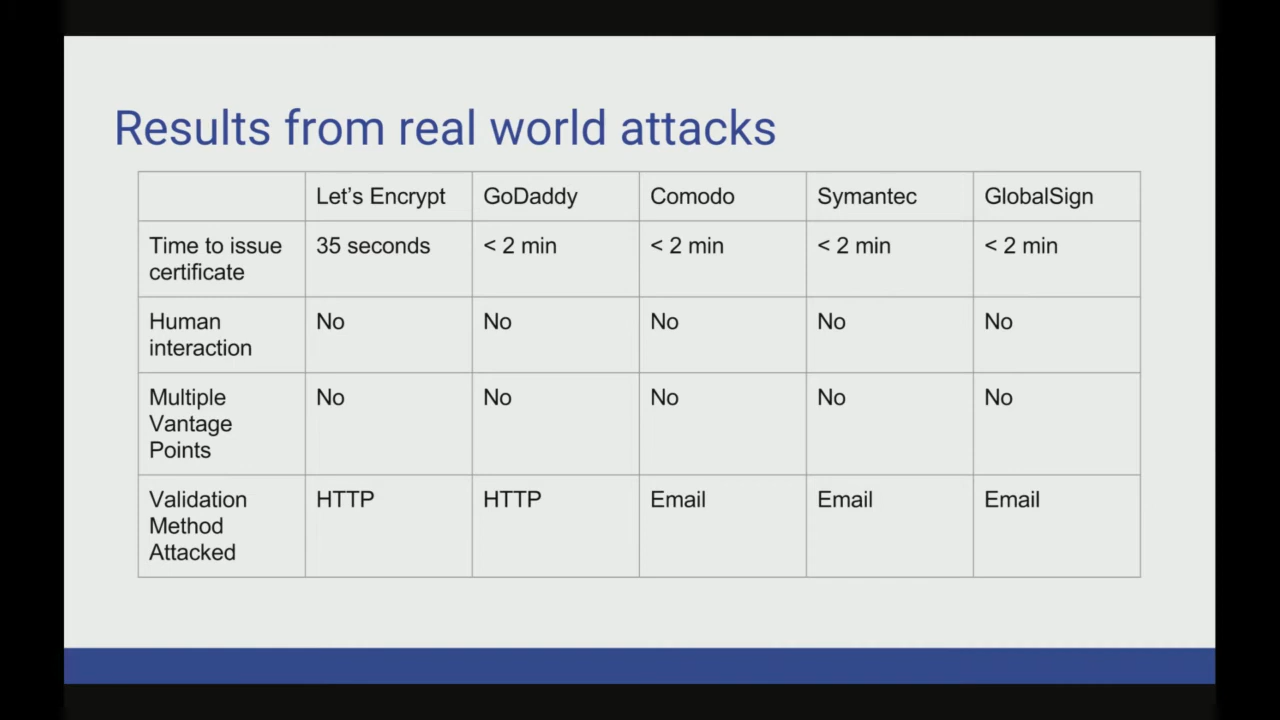 Results from real world attacks
Let's Encrypt GoDaddy Comodo Symantec GlobalSign
Time to issue certificate 35 seconds < 2 min < 2 min < 2 min < 2 min
Human interaction No No No No No
Multiple Vantage Points No No No No No
Validation Method Attacked HTTP HTTP Email Email Email